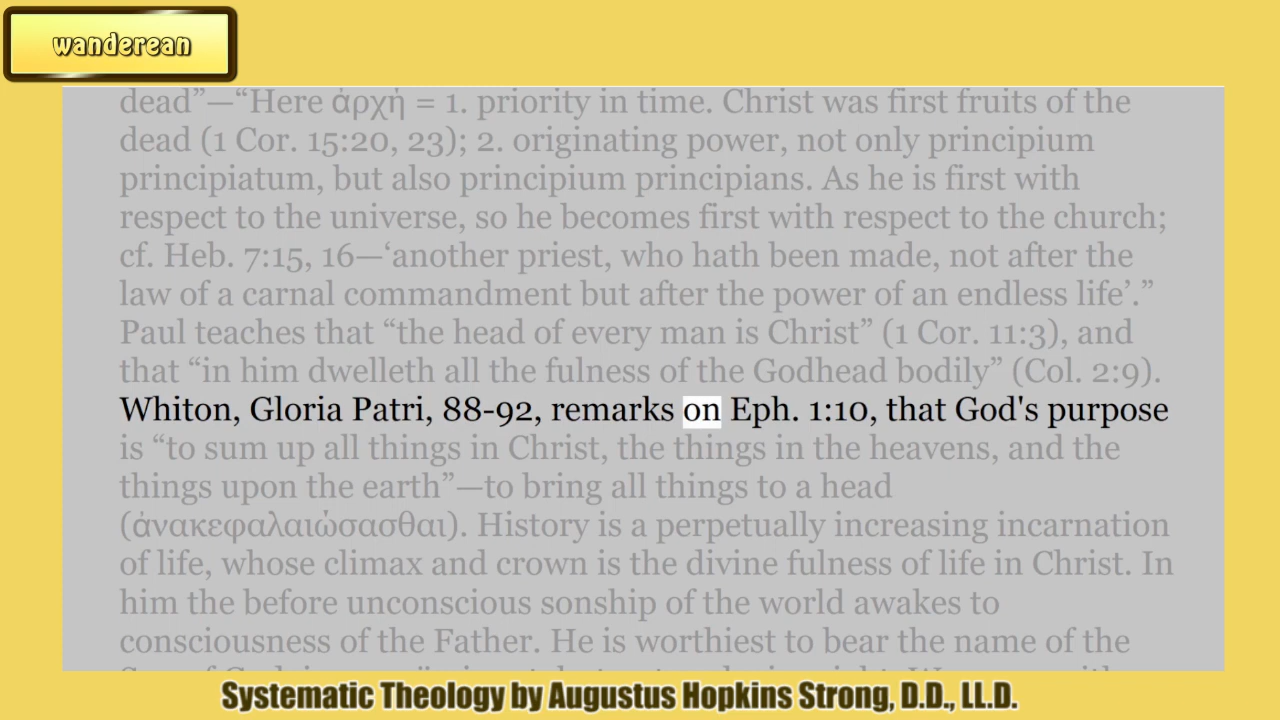 wanderean
dead”—“Here ἀρχή = 1. priority in time. Christ was first fruits of the
dead (1 Cor. 15:20, 23); 2. originating power, not only principium
principiatum, but also principium principians. As he is first with
respect to the universe, so he becomes first with respect to the church;
cf. Heb. 7:15, 16—‘another priest, who hath been made, not after the
law of a carnal commandment but after the power of an endless life’.”
Paul teaches that “the head of every man is Christ” (1 Cor. 11:3), and
that “in him dwelleth all the fulness of the Godhead bodily” (Col. 2:9).
Whiton, Gloria Patri, 88-92, remarks on Eph. 1:10, that God's purpose
is “to sum up all things in Christ, the things in the heavens, and the
things upon the earth”—to bring all things to a head
(ἀνακεφαλαιώσασθαι). History is a perpetually increasing incarnation
of life, whose climax and crown is the divine fulness of life in Christ. In
him the before unconscious sonship of the world awakes to
consciousness of the Father. He is worthiest to bear the name of the
Systematic Theology by Augustus Hopkins Strong, D.D., LL.D.